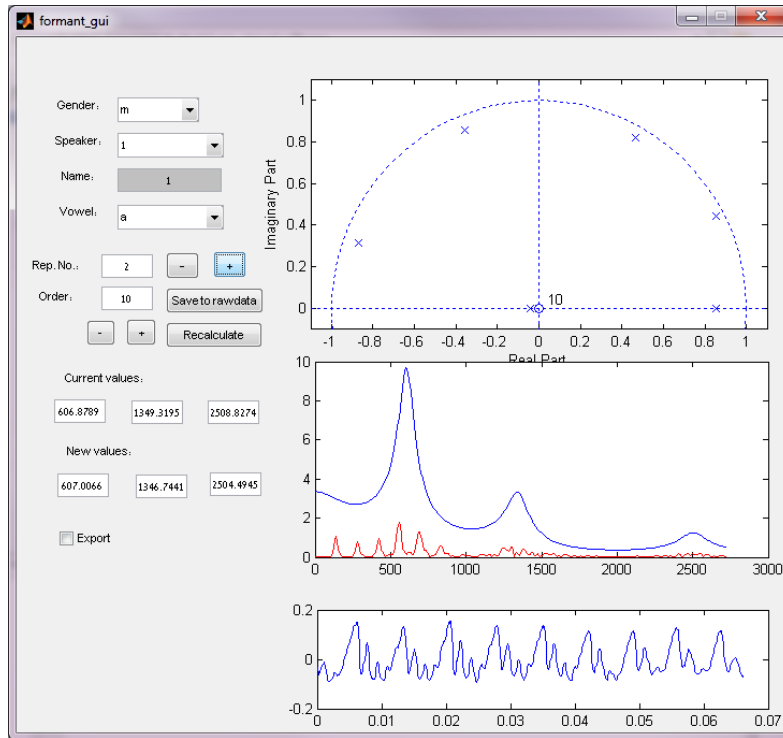 formant_gui
Gender: m
Speaker: 1
Name: 1
Vowel: a
Rep.No.: 2 - +
Order: 10 Save to rawdata
- + Recalculate
Current values:
606.8789 1349.3195 2508.8274
New values:
607.0066 1346.7441 2504.4945
Export
Imaginary Part
1
0.8
0.6
0.4
0.2
0
10
-1 -0.8 -0.6 -0.4 -0.2 0 0.2 0.4 0.6 0.8 1
Real Part
10
8
6
4
2
0
0 500 1000 1500 2000 2500 3000
0.2
0
-0.2
0 0.01 0.02 0.03 0.04 0.05 0.06 0.07